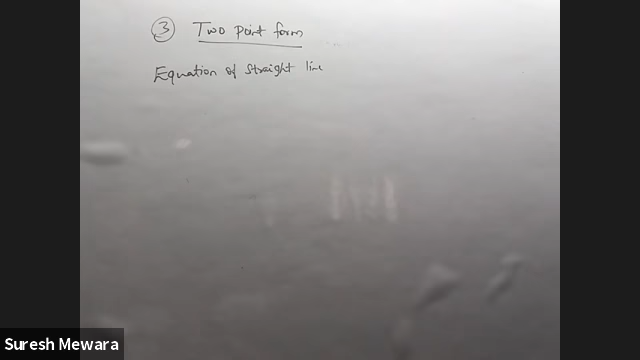 ③ Two point form
Equation of straight line
Suresh Mewara